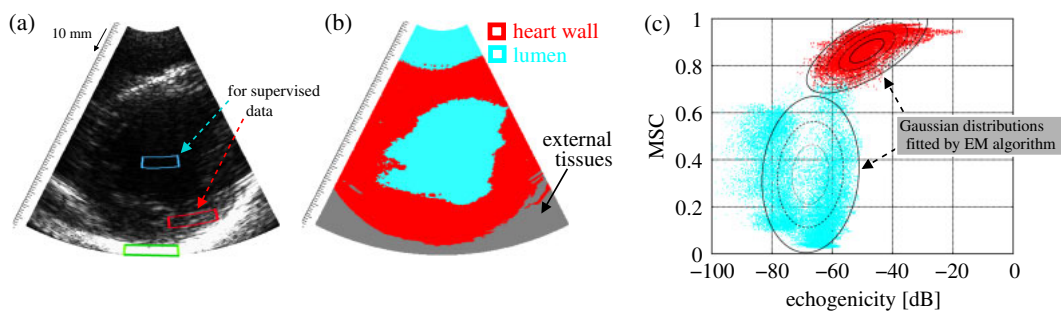 (a)
10 mm
for supervised
data
(b)
heart wall
lumen
external
tissues
(c)
MSC
1
0.8
0.6
0.4
0.2
0
−100
−80
−60
−40
−20
0
echogenicity [dB]
Gaussian distributions
fitted by EM algorithm